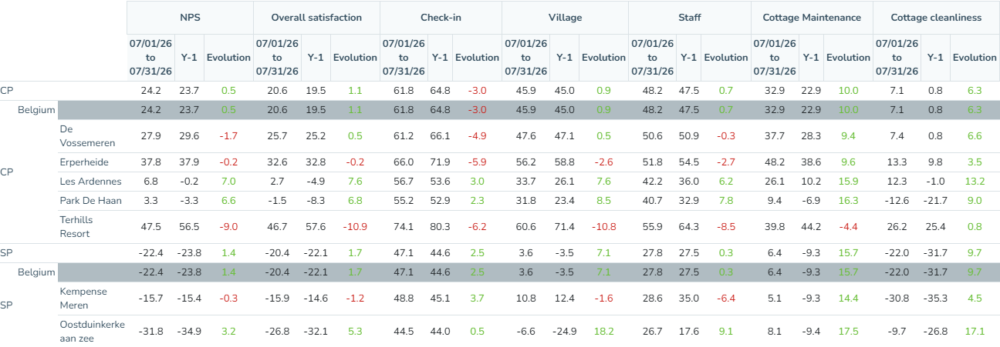 NPS Overall satisfaction Check-in Village Staff Cottage Maintenance Cottage cleanliness
07/01/26 07/01/26 07/01/26 07/01/26 07/01/26 07/01/26 07/01/26
to Y-1 Evolution to Y-1 Evolution to Y-1 Evolution to Y-1 Evolution to Y-1 Evolution to Y-1 Evolution to Y-1 Evolution
07/31/26 07/31/26 07/31/26 07/31/26 07/31/26 07/31/26 07/31/26
CP 24.2 23.7 0.5 20.6 19.5 1.1 61.8 64.8 -3.0 45.9 45.0 0.9 48.2 47.5 0.7 32.9 22.9 10.0 7.1 0.8 6.3
Belgium 24.2 23.7 0.5 20.6 19.5 1.1 61.8 64.8 -3.0 45.9 45.0 0.9 48.2 47.5 0.7 32.9 22.9 10.0 7.1 0.8 6.3
De
Vossemeren 27.9 29.6 -1.7 25.7 25.2 0.5 61.2 66.1 -4.9 47.6 47.1 0.5 50.6 50.9 -0.3 37.7 28.3 9.4 7.4 0.8 6.6
Erperheide 37.8 37.9 -0.2 32.6 32.8 -0.2 66.0 71.9 -5.9 56.2 58.8 -2.6 51.8 54.5 -2.7 48.2 38.6 9.6 13.3 9.8 3.5
CP
Les Ardennes 6.8 -0.2 7.0 2.7 -4.9 7.6 56.7 53.6 3.0 33.7 26.1 7.6 42.2 36.0 6.2 26.1 10.2 15.9 12.3 -1.0 13.2
Park De Haan 3.3 -3.3 6.6 -1.5 -8.3 6.8 55.2 52.9 2.3 31.8 23.4 8.5 40.7 32.9 7.8 9.4 -6.9 16.3 -12.6 -21.7 9.0
Terhills
Resort 47.5 56.5 -9.0 46.7 57.6 -10.9 74.1 80.3 -6.2 60.6 71.4 -10.8 55.9 64.3 -8.5 39.8 44.2 -4.4 26.2 25.4 0.8
SP -22.4 -23.8 1.4 -20.4 -22.1 1.7 47.1 44.6 2.5 3.6 -3.5 7.1 27.8 27.5 0.3 6.4 -9.3 15.7 -22.0 -31.7 9.7
Belgium -22.4 -23.8 1.4 -20.4 -22.1 1.7 47.1 44.6 2.5 3.6 -3.5 7.1 27.8 27.5 0.3 6.4 -9.3 15.7 -22.0 -31.7 9.7
Kempense
Meren -15.7 -15.4 -0.3 -15.9 -14.6 -1.2 48.8 45.1 3.7 10.8 12.4 -1.6 28.6 35.0 -6.4 5.1 -9.3 14.4 -30.8 -35.3 4.5
SP
Oostduinkerke
aan zee -31.8 -34.9 3.2 -26.8 -32.1 5.3 44.5 44.0 0.5 -6.6 -24.9 18.2 26.7 17.6 9.1 8.1 -9.4 17.5 -9.7 -26.8 17.1